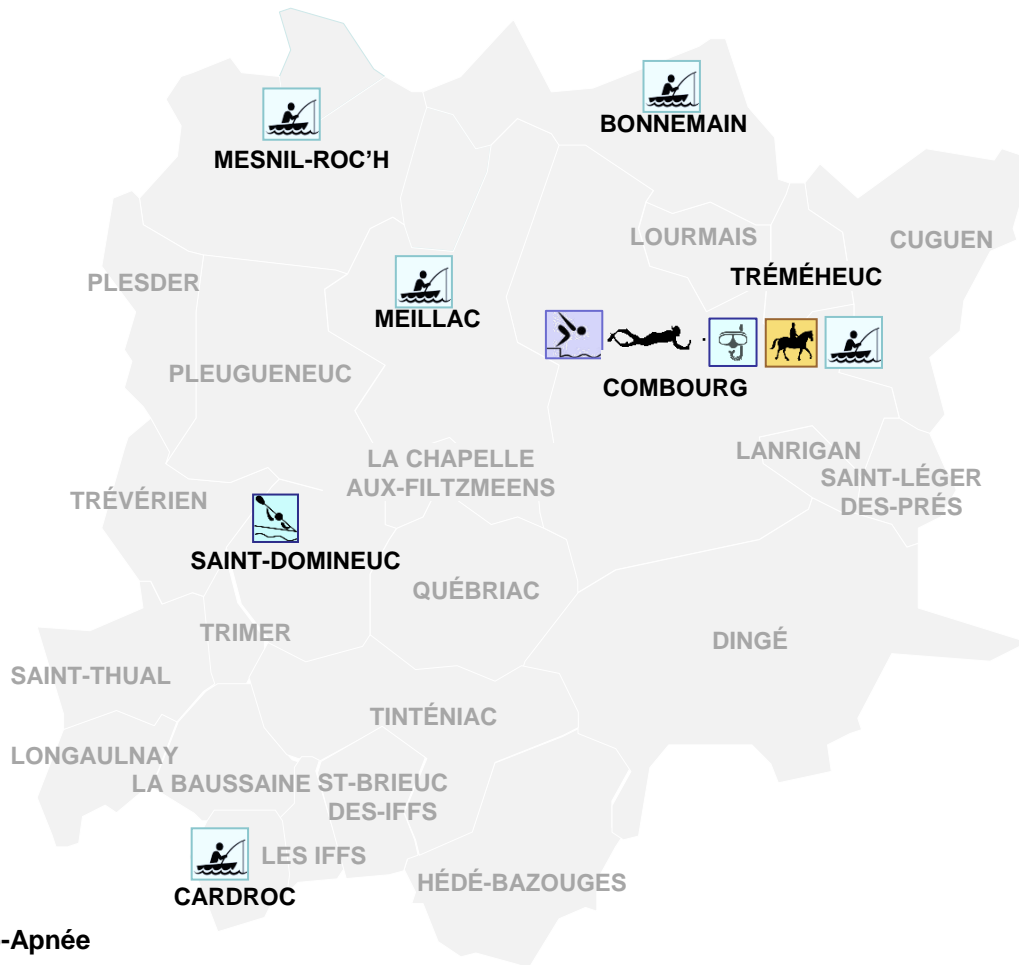 BONNEMAIN
MESNIL-ROC'H
LOURMAIS
CUGUEN
TRÉMÉHEUC
PLESDER
MEILLAC
PLEUGUENEUC
COMBOURG
LANRIGAN
LA CHAPELLE
AUX-FILTZMEENS
SAINT-LÉGER
DES-PRÉS
TRÉVÉRIEN
SAINT-DOMINEUC
QUÉBRIAC
TRIMER
DINGÉ
SAINT-THUAL
TINTÉNIAC
LONGAULNAY
LA BAUSSAINE
ST-BRIEUC
DES-IFFS
LES IFFS
HÉDÉ-BAZOUGES
CARDROC
-Apnée